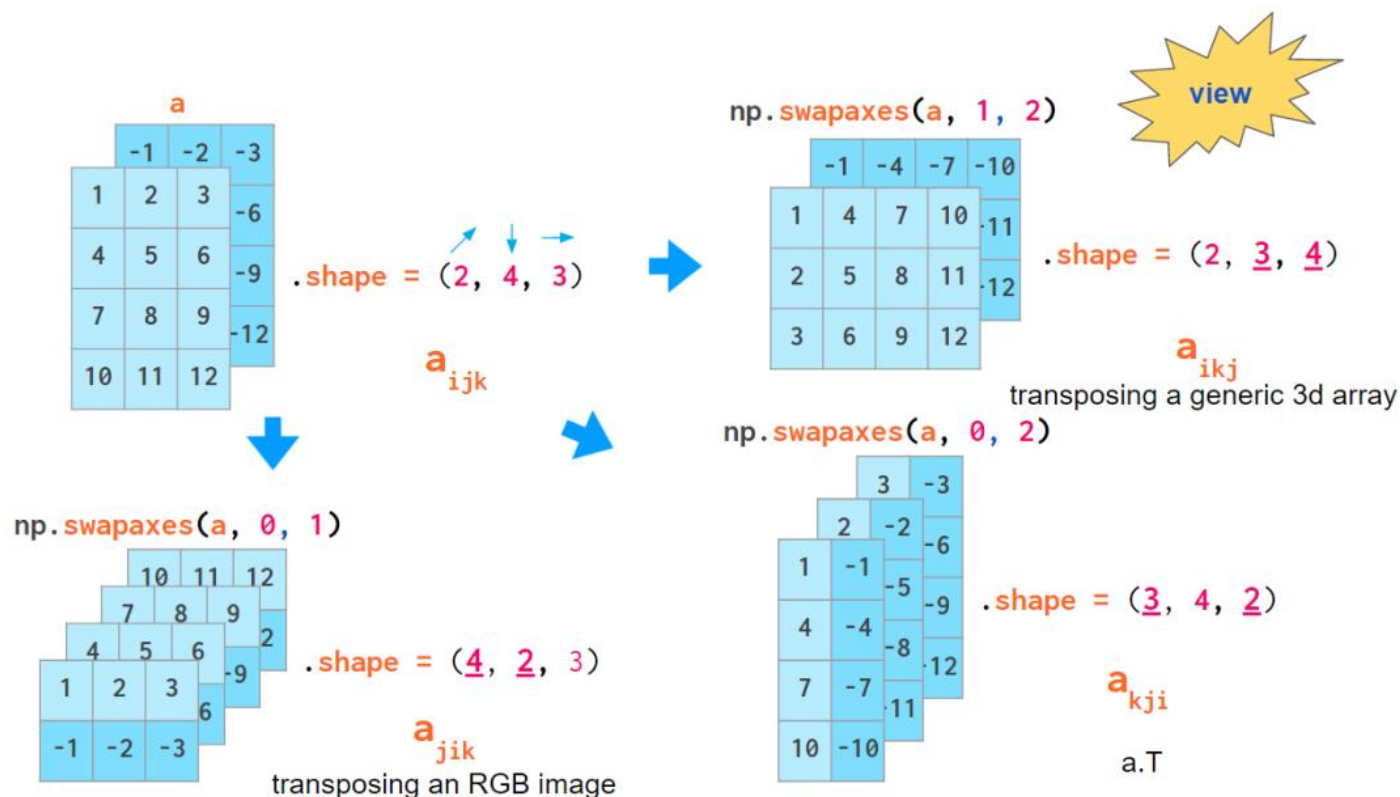 a
-1 -2 -3
1 2 3
-6
4 5 6
-9
7 8 9
-12
10 11 12
.shape = (2, 4, 3)
a_ijk
view
np.swapaxes(a, 1, 2)
-1 -4 -7 -10
1 4 7 10
-11
2 5 8 11
-12
3 6 9 12
.shape = (2, 3, 4)
a_ikj
transposing a generic 3d array
np.swapaxes(a, 0, 1)
10 11 12
7 8 9
2
4 5 6
-9
1 2 3
6
-1 -2 -3
.shape = (4, 2, 3)
a_jik
transposing an RGB image
np.swapaxes(a, 0, 2)
3 -3
2 -2
-6
1 -1
-5
-9
4 -4
-8
-12
7 -7
-11
10 -10
.shape = (3, 4, 2)
a_kji
a.T